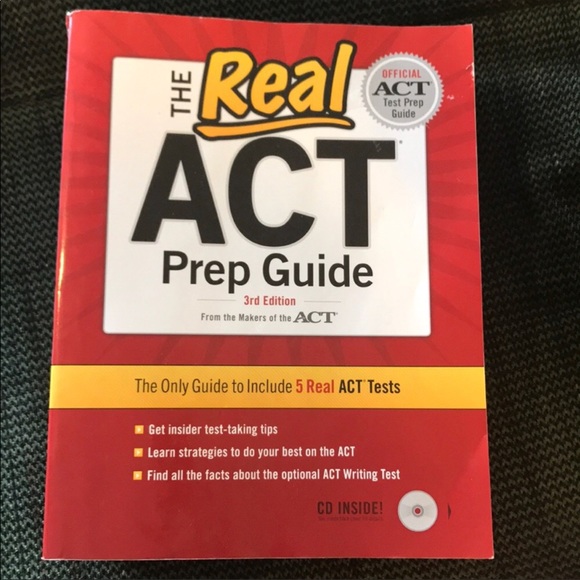 THE Real
ACT®
Prep Guide
3rd Edition
From the Makers of the ACT®
OFFICIAL
ACT
Test Prep
Guide
The Only Guide to Include 5 Real ACT® Tests
Get insider test-taking tips
Learn strategies to do your best on the ACT
Find all the facts about the optional ACT Writing Test
CD INSIDE!